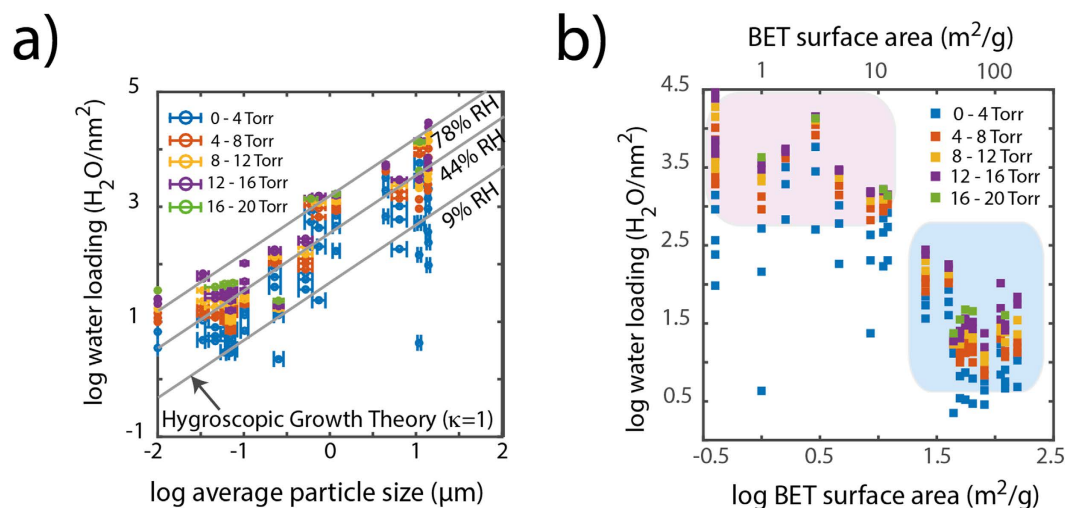 a)
log water loading (H₂O/nm²)
5
3
1
-1
0 - 4 Torr
4 - 8 Torr
8 - 12 Torr
12 - 16 Torr
16 - 20 Torr
78% RH
44% RH
9% RH
Hygroscopic Growth Theory (κ=1)
-2 -1 0 1 2
log average particle size (μm)
b)
BET surface area (m²/g)
1 10 100
log water loading (H₂O/nm²)
4.5
3.5
2.5
1.5
0.5
0 - 4 Torr
4 - 8 Torr
8 - 12 Torr
12 - 16 Torr
16 - 20 Torr
-0.5 0.5 1.5 2.5
log BET surface area (m²/g)